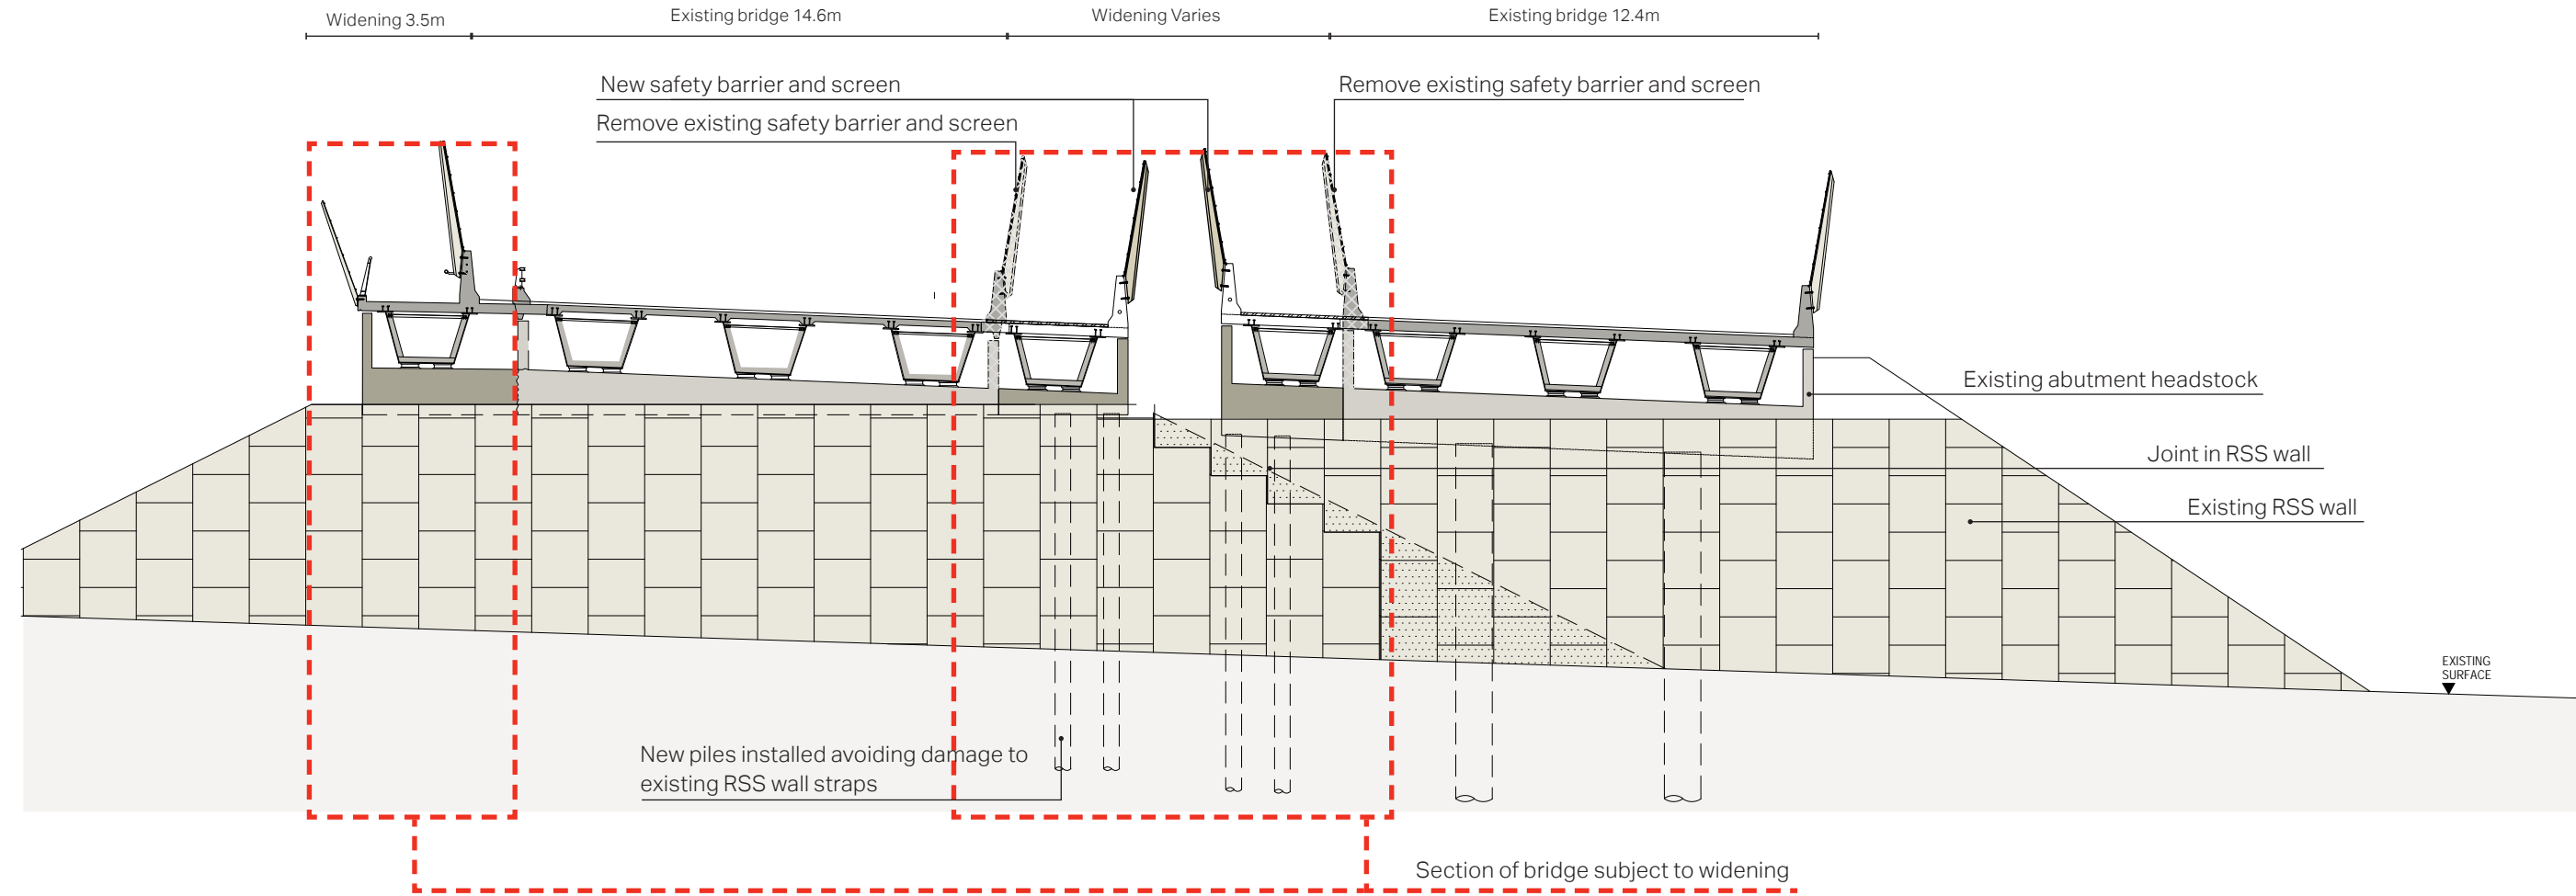 Widening 3.5m
Existing bridge 14.6m
Widening Varies
Existing bridge 12.4m
New safety barrier and screen
Remove existing safety barrier and screen
Remove existing safety barrier and screen
Existing abutment headstock
Joint in RSS wall
Existing RSS wall
EXISTING
SURFACE
New piles installed avoiding damage to
existing RSS wall straps
Section of bridge subject to widening